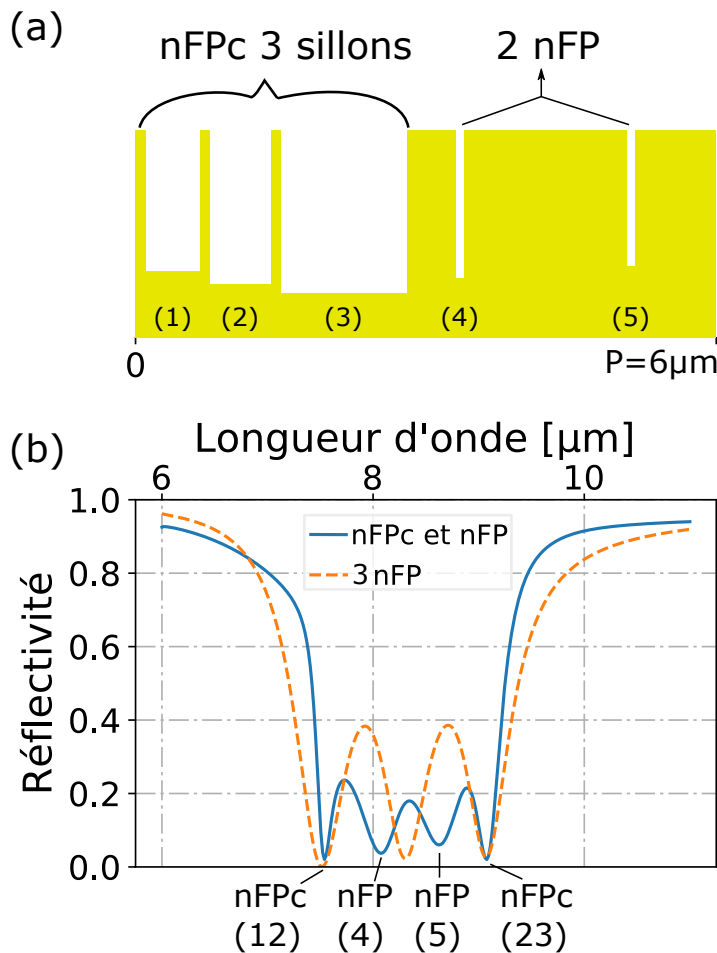 (a)
nFPc 3 sillons
2 nFP
(1)
(2)
(3)
(4)
(5)
0
P=6µm
(b)
Longueur d'onde [µm]
6
8
10
1.0
0.8
0.6
0.4
0.2
0.0
Réflectivité
nFPc et nFP
3 nFP
nFPc
(12)
nFP
(4)
nFP
(5)
nFPc
(23)